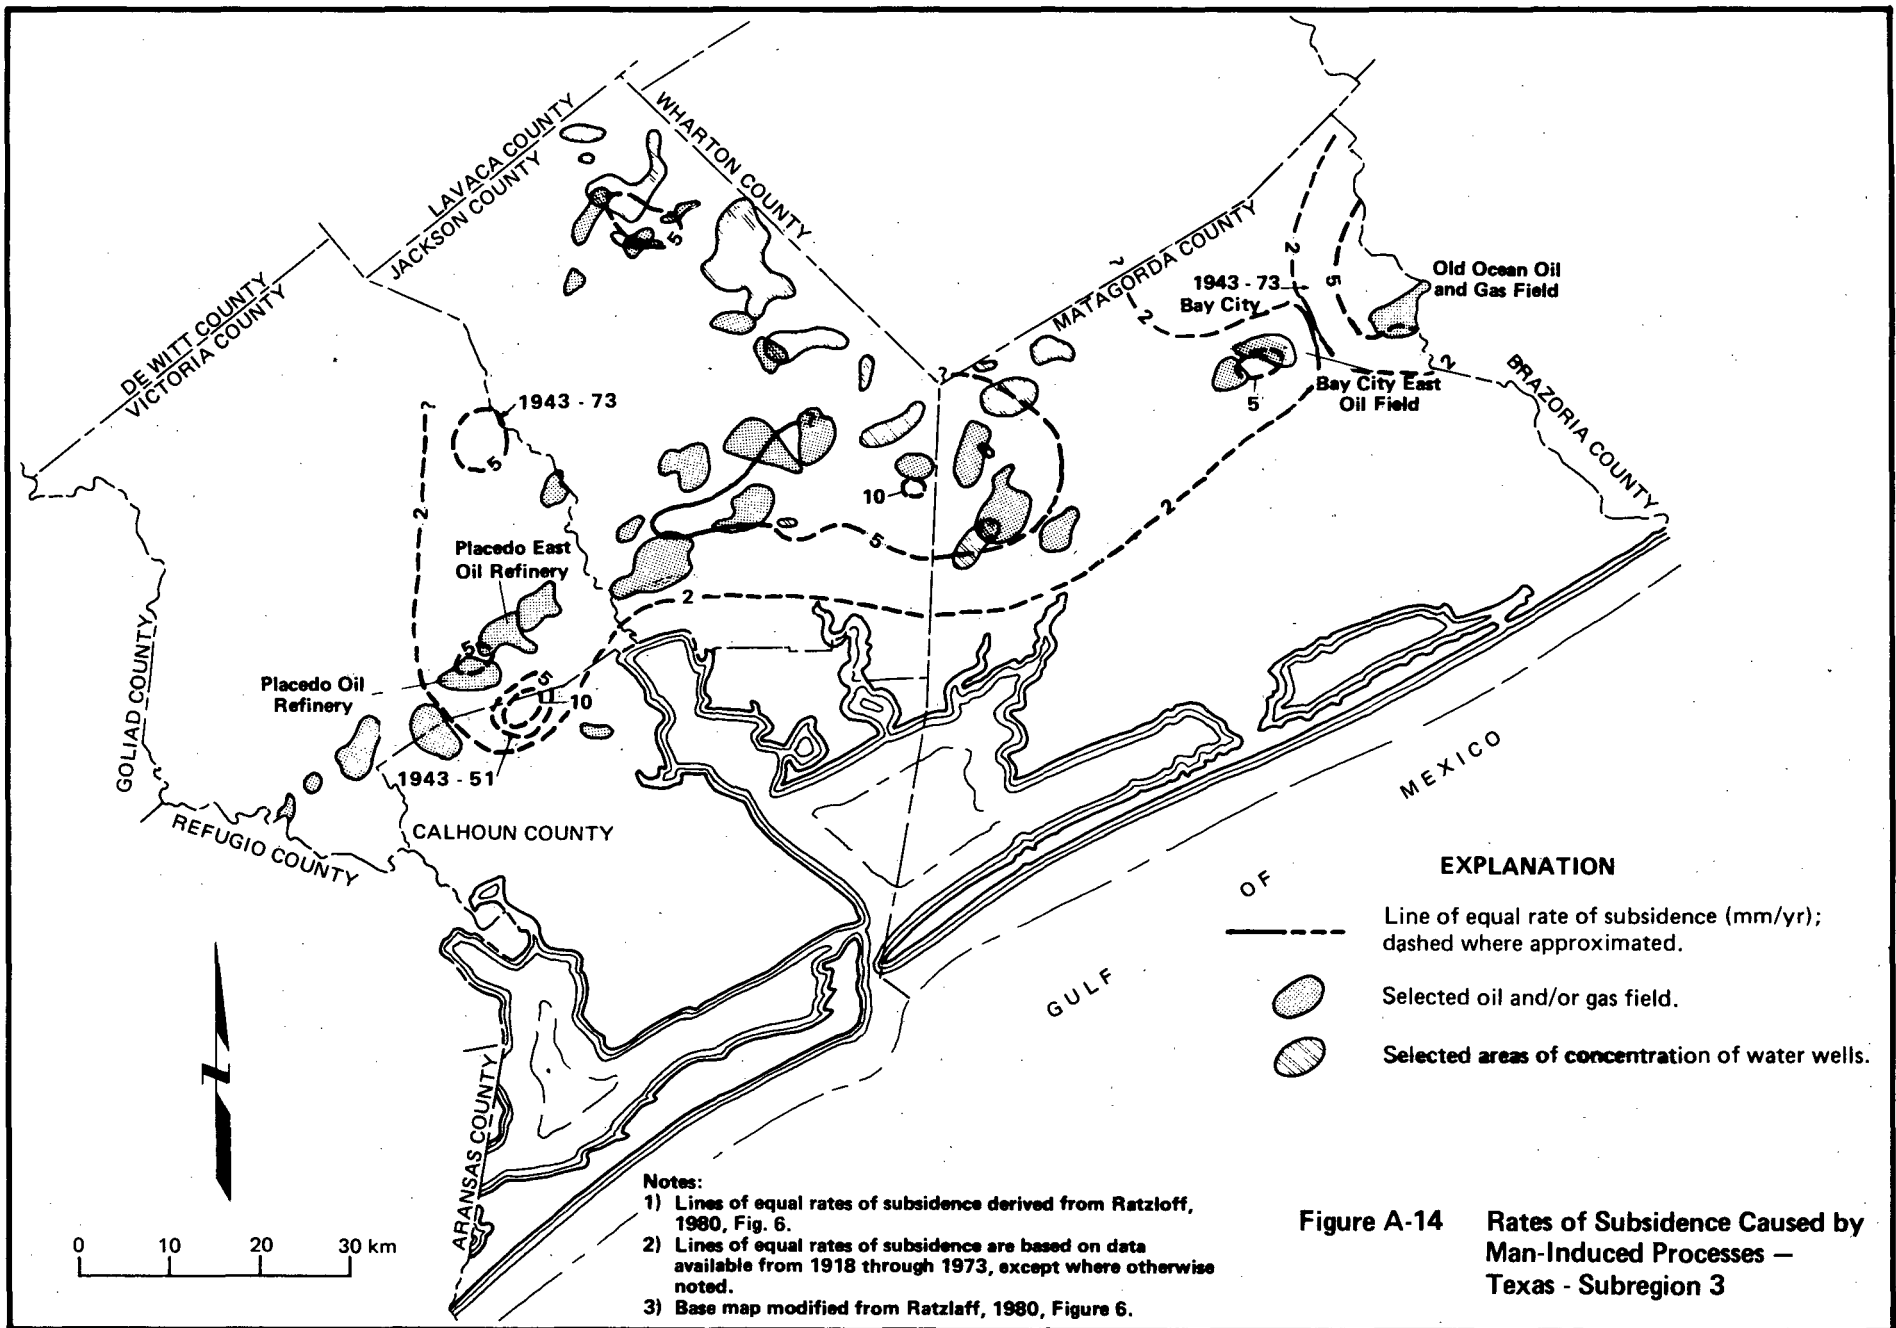 LAVACA COUNTY
JACKSON COUNTY
WHARTON COUNTY
DE WITT COUNTY
VICTORIA COUNTY
MATAGORDA COUNTY
?
5
2
2
5
1943 - 73
Bay City
Old Ocean Oil
and Gas Field
2
BRAZORIA COUNTY
Bay City East
Oil Field
5
?
?
1943 - 73
5
?
2
10
5
2
Placedo East
Oil Refinery
2
5
GOLIAD COUNTY
Placedo Oil
Refinery
5
10
1943 - 51
REFUGIO COUNTY
CALHOUN COUNTY
GULF
OF
MEXICO
ARANSAS COUNTY
EXPLANATION
Line of equal rate of subsidence (mm/yr);
dashed where approximated.
Selected oil and/or gas field.
Selected areas of concentration of water wells.
0 10 20 30 km
Notes:
1) Lines of equal rates of subsidence derived from Ratzloff,
1980, Fig. 6.
2) Lines of equal rates of subsidence are based on data
available from 1918 through 1973, except where otherwise
noted.
3) Base map modified from Ratzlaff, 1980, Figure 6.
Figure A-14 Rates of Subsidence Caused by
Man-Induced Processes —
Texas - Subregion 3